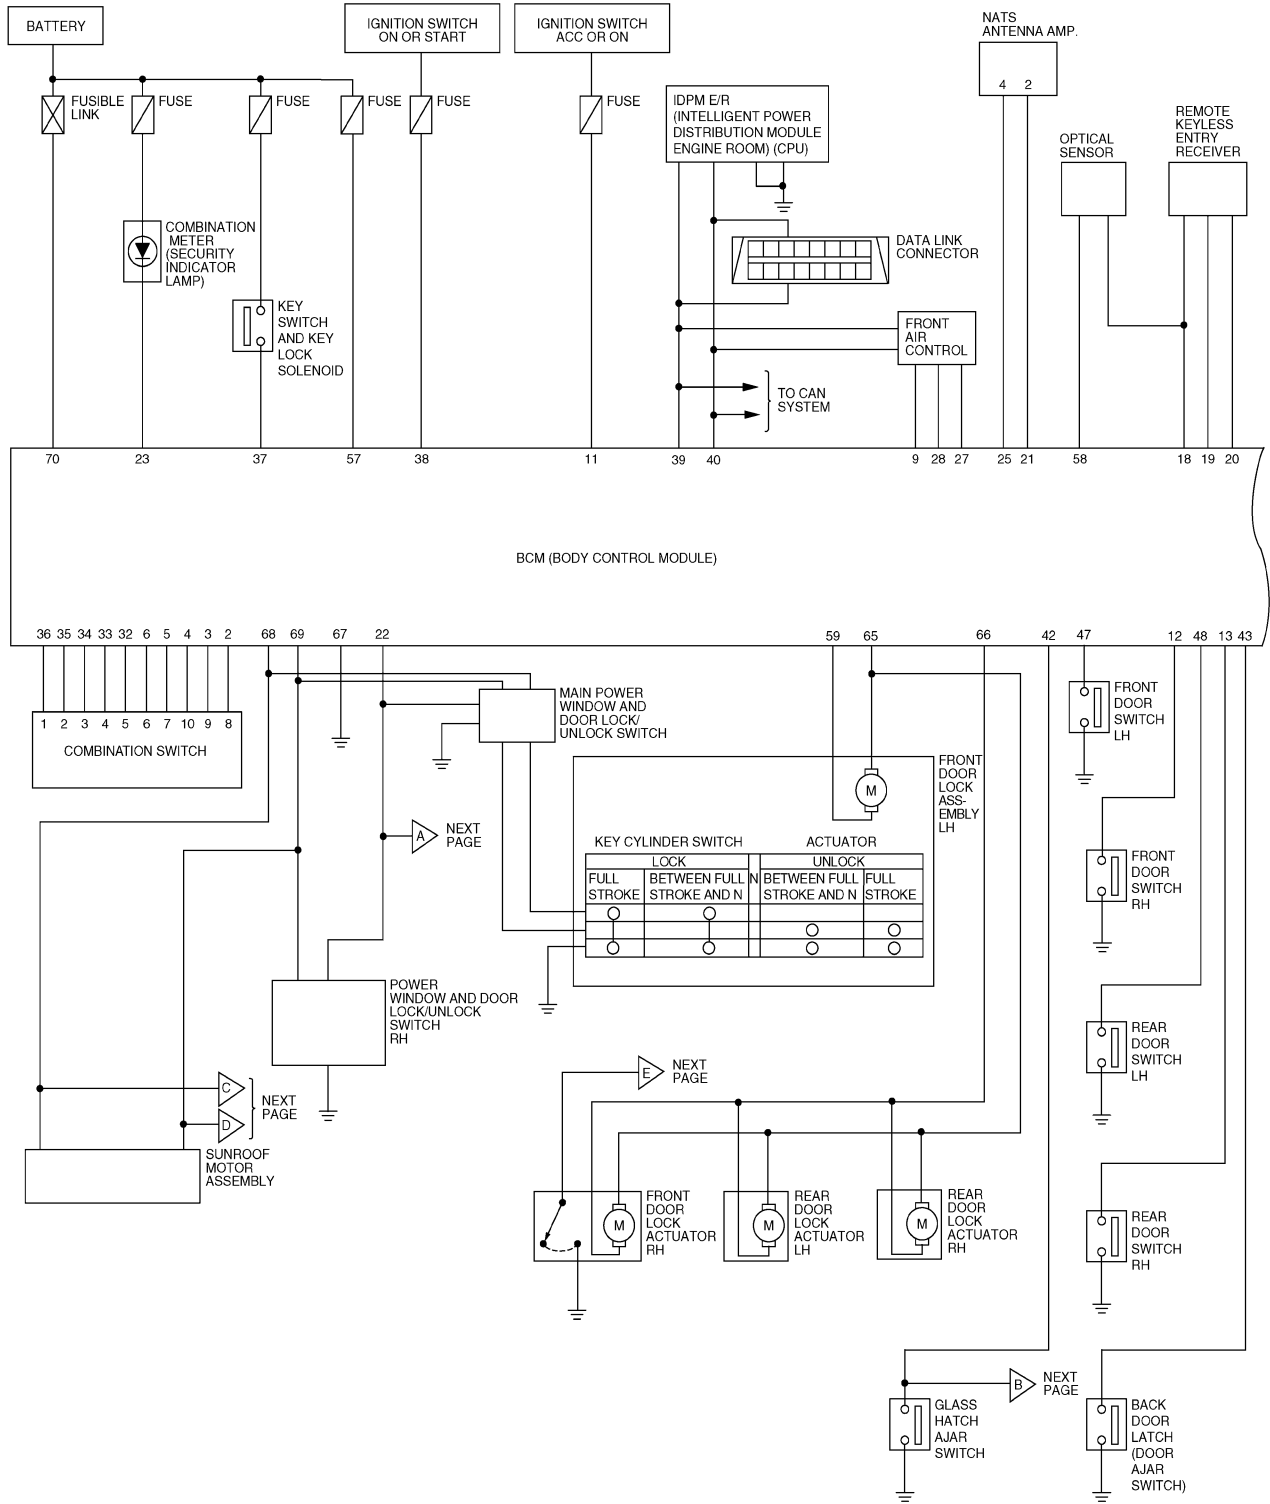 BATTERY
IGNITION SWITCH
ON OR START
IGNITION SWITCH
ACC OR ON
NATS
ANTENNA AMP.
4 2
FUSIBLE
LINK
FUSE
FUSE
FUSE
FUSE
FUSE
IDPM E/R
(INTELLIGENT POWER
DISTRIBUTION MODULE
ENGINE ROOM) (CPU)
OPTICAL
SENSOR
REMOTE
KEYLESS
ENTRY
RECEIVER
COMBINATION
METER
(SECURITY
INDICATOR
LAMP)
DATA LINK
CONNECTOR
KEY
SWITCH
AND KEY
LOCK
SOLENOID
FRONT
AIR
CONTROL
TO CAN
SYSTEM
70 23 37 57 38 11 39 40 9 28 27 25 21 58 18 19 20
BCM (BODY CONTROL MODULE)
36 35 34 33 32 6 5 4 3 2 68 69 67 22 59 65 66 42 47 12 48 13 43
1 2 3 4 5 6 7 10 9 8
COMBINATION SWITCH
MAIN POWER
WINDOW AND
DOOR LOCK/
UNLOCK SWITCH
FRONT
DOOR
SWITCH
LH
FRONT
DOOR
LOCK
ASS-
EMBLY
LH
M
A
NEXT
PAGE
KEY CYLINDER SWITCH ACTUATOR
LOCK UNLOCK
FULL
STROKE
BETWEEN FULL
STROKE AND N
N
BETWEEN FULL
STROKE AND N
FULL
STROKE
FRONT
DOOR
SWITCH
RH
POWER
WINDOW AND DOOR
LOCK/UNLOCK
SWITCH
RH
REAR
DOOR
SWITCH
LH
E
NEXT
PAGE
C
D
NEXT
PAGE
SUNROOF
MOTOR
ASSEMBLY
M
FRONT
DOOR
LOCK
ACTUATOR
RH
M
REAR
DOOR
LOCK
ACTUATOR
LH
M
REAR
DOOR
LOCK
ACTUATOR
RH
REAR
DOOR
SWITCH
RH
B
NEXT
PAGE
GLASS
HATCH
AJAR
SWITCH
BACK
DOOR
LATCH
(DOOR
AJAR
SWITCH)